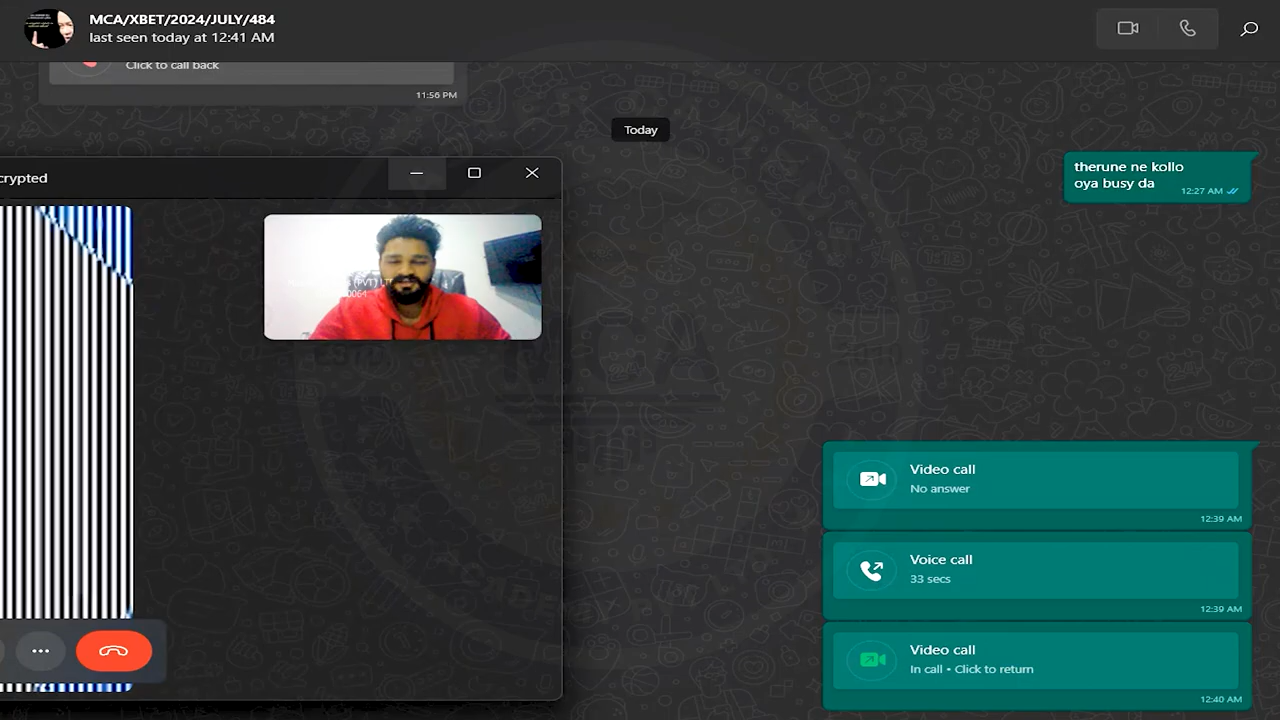 MCA/XBET/2024/JULY/484
last seen today at 12:41 AM
Click to call back
11:56 PM
Today
therune ne kollo
oya busy da
12:27 AM
crypted
(PVT)
Video call
No answer
12:39 AM
Voice call
33 secs
12:39 AM
Video call
In call • Click to return
12:40 AM